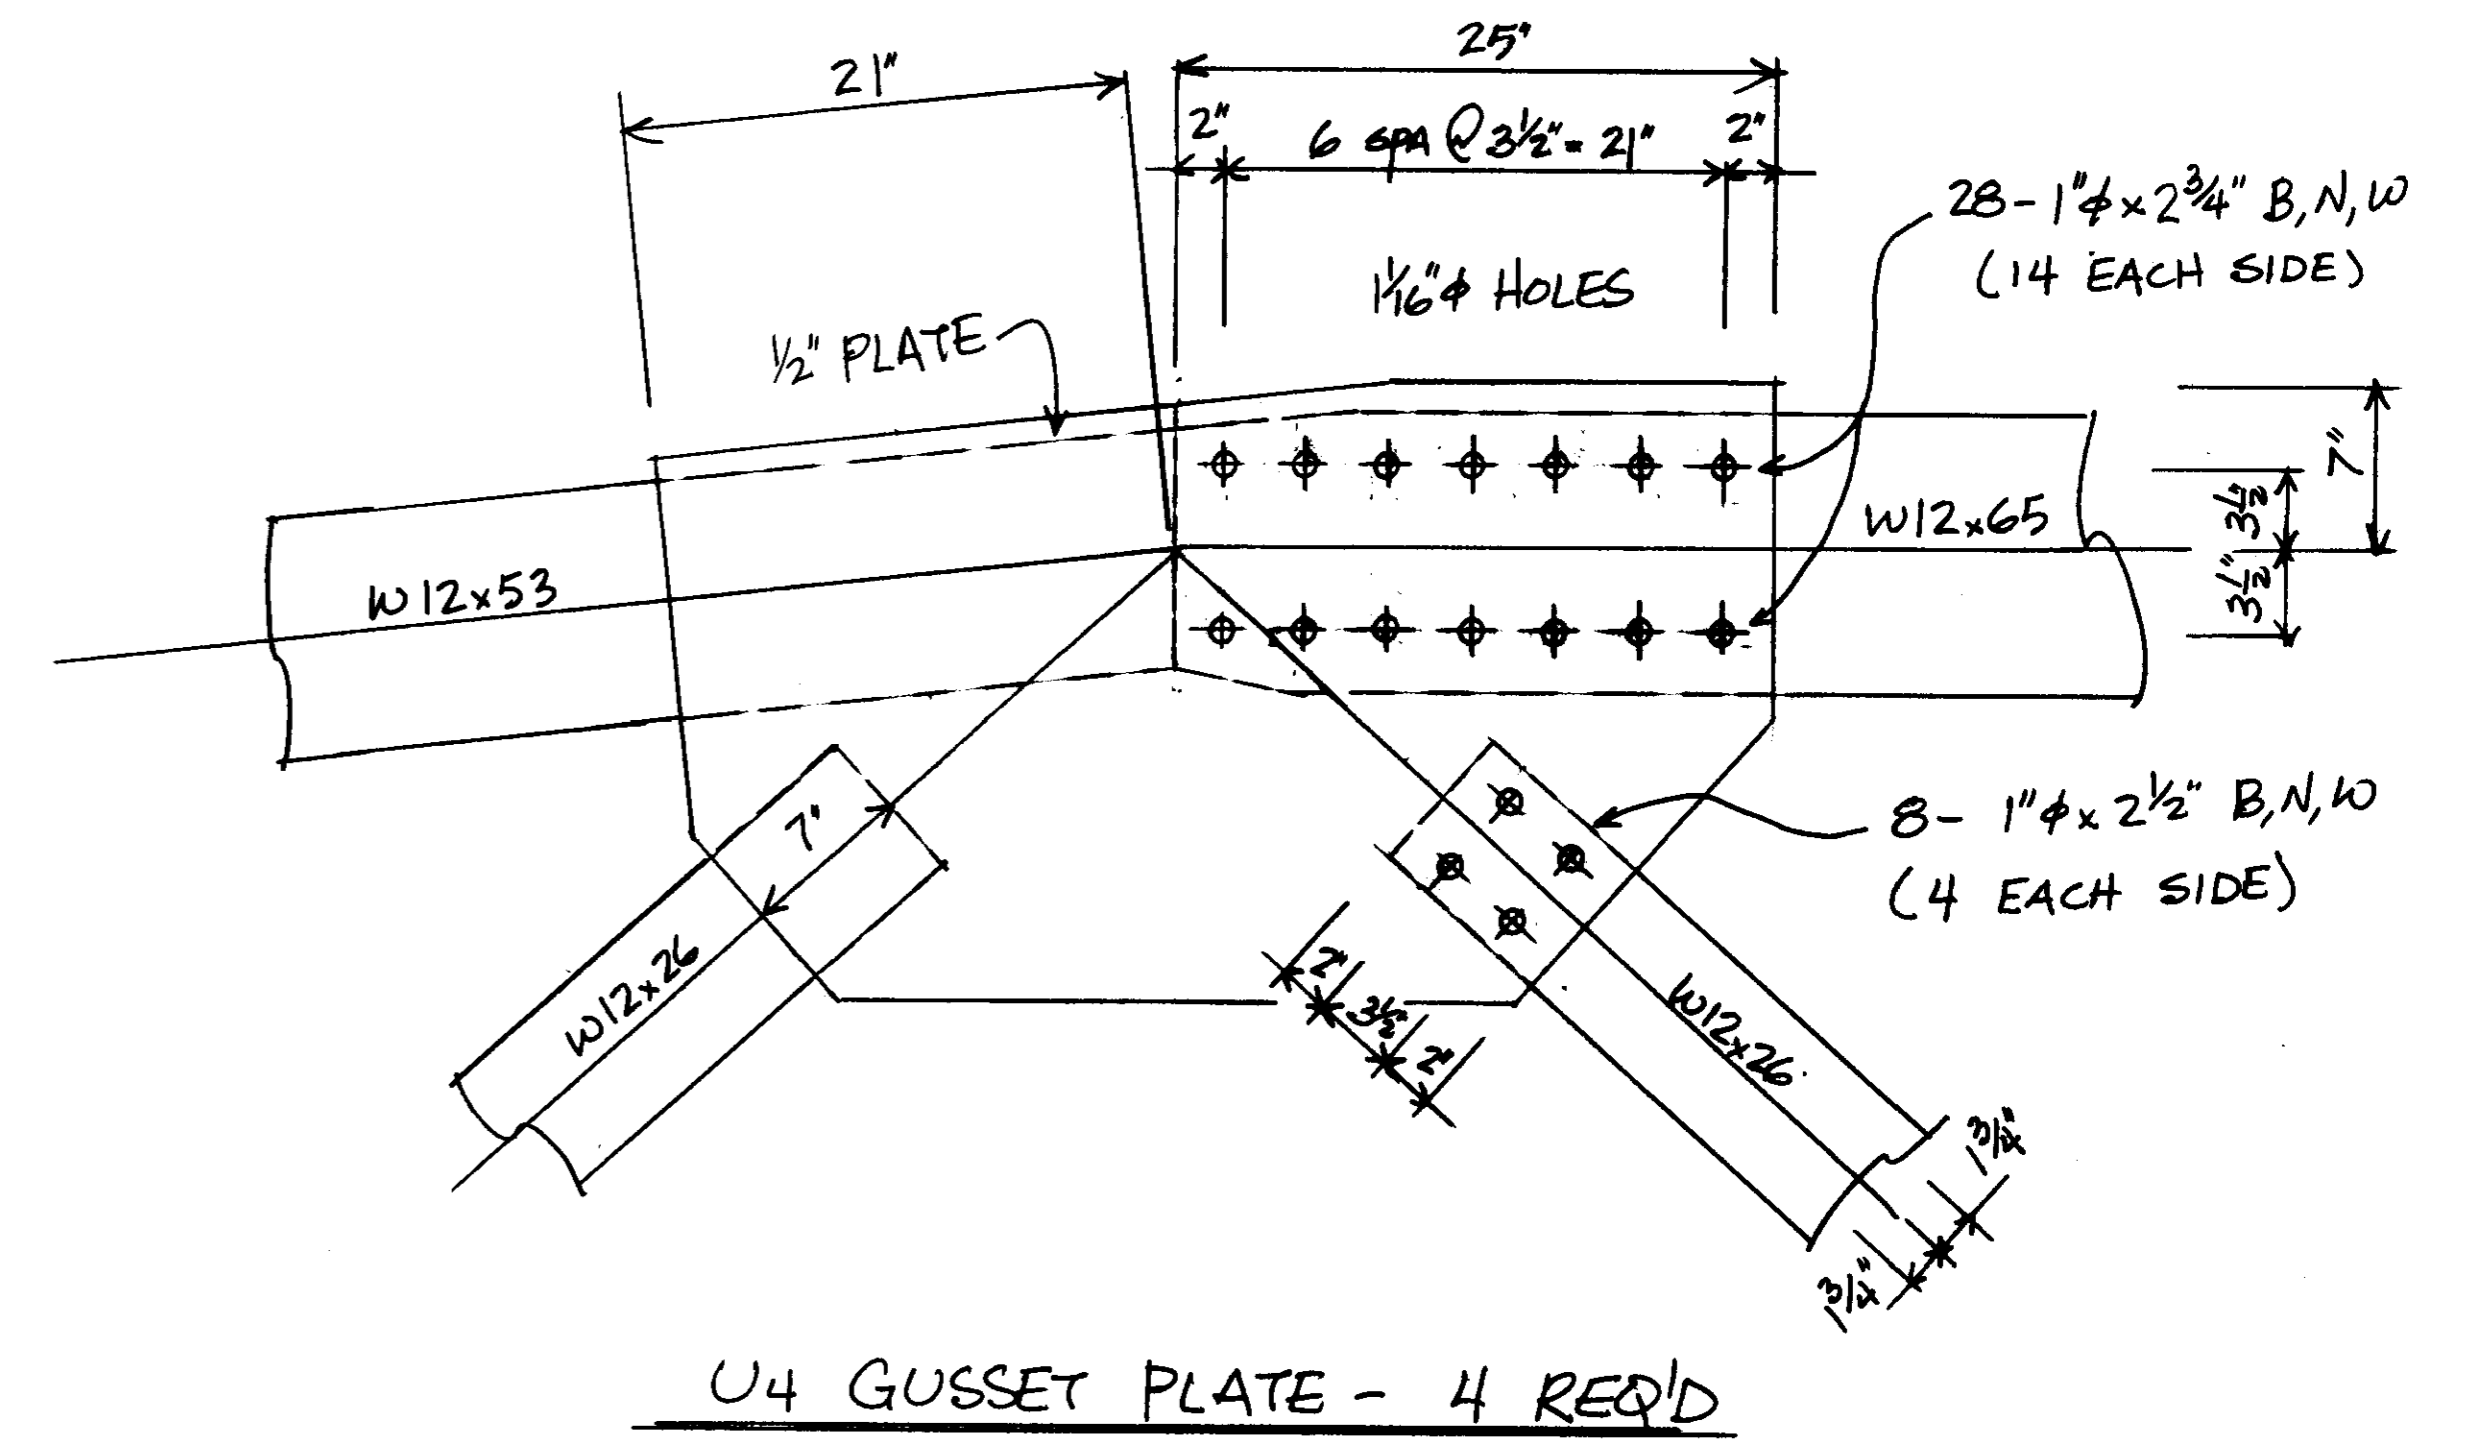 25"
21"
2"
6 SPA @ 3½" = 21"
2"
28 - 1"⌀ x 2¾" B, N, W
(14 EACH SIDE)
1 1/16"⌀ HOLES
½" PLATE
7"
3½"
3½"
W12x65
W12x53
7"
8 - 1"⌀ x 2½" B, N, W
(4 EACH SIDE)
W12x26
2"
3½"
2"
W12x26
1¾"
1¾"
U4 GUSSET PLATE - 4 REQ'D